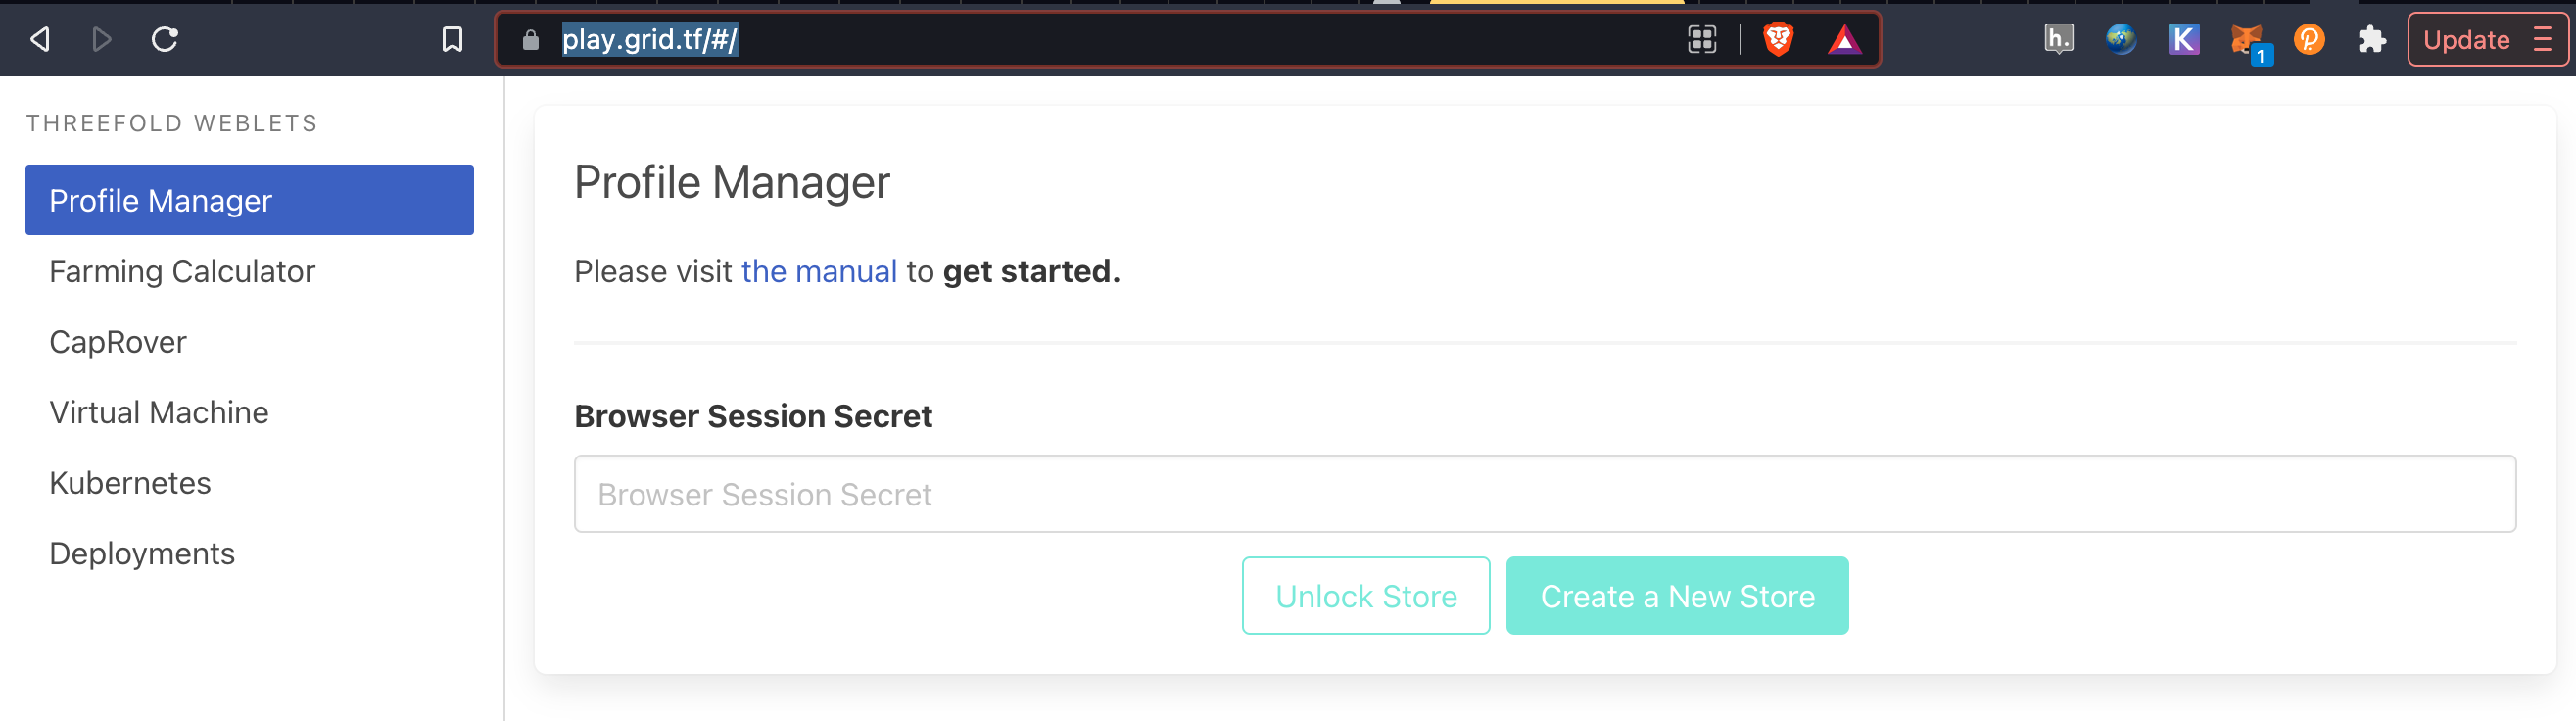 play.grid.tf/#/
h.
K
1
Update
THREEFOLD WEBLETS
Profile Manager
Farming Calculator
CapRover
Virtual Machine
Kubernetes
Deployments
Profile Manager
Please visit the manual to get started.
Browser Session Secret
Browser Session Secret
Unlock Store
Create a New Store